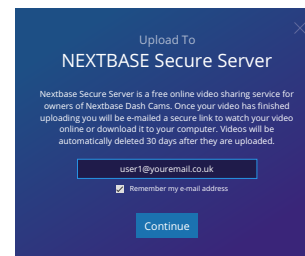 Upload To
NEXTBASE Secure Server
Nextbase Secure Server is a free online video sharing service for
owners of Nextbase Dash Cams. Once your video has finished
uploading you will be e-mailed a secure link to watch your video
online or download it to your computer. Videos will be
automatically deleted 30 days after they are uploaded.
user1@youremail.co.uk
Remember my e-mail address
Continue